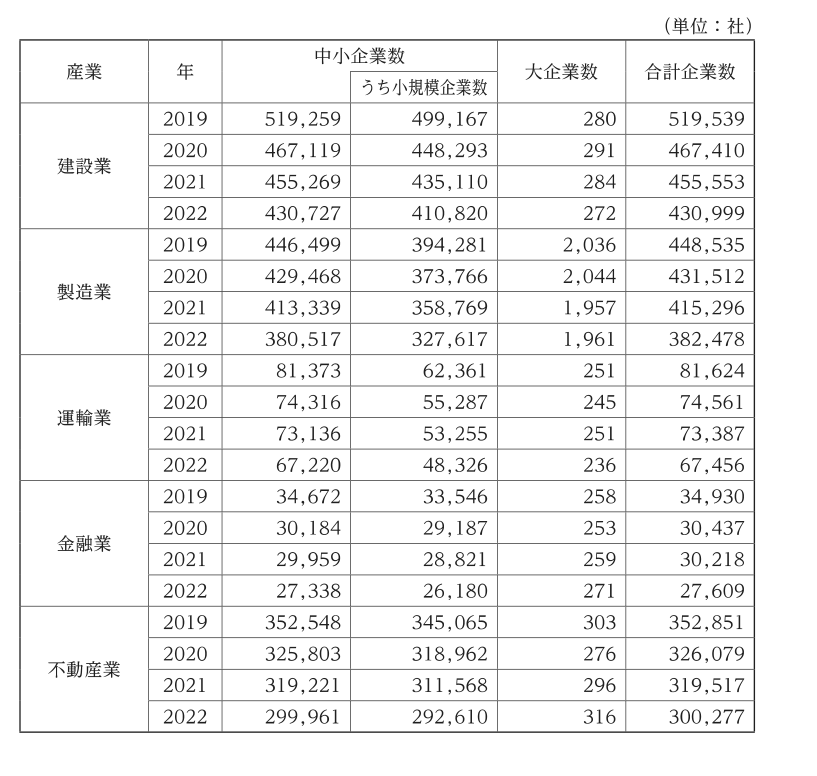 （単位：社）
産業 年 中小企業数 大企業数 合計企業数
うち小規模企業数
建設業
2019 519,259 499,167 280 519,539
2020 467,119 448,293 291 467,410
2021 455,269 435,110 284 455,553
2022 430,727 410,820 272 430,999
製造業
2019 446,499 394,281 2,036 448,535
2020 429,468 373,766 2,044 431,512
2021 413,339 358,769 1,957 415,296
2022 380,517 327,617 1,961 382,478
運輸業
2019 81,373 62,361 251 81,624
2020 74,316 55,287 245 74,561
2021 73,136 53,255 251 73,387
2022 67,220 48,326 236 67,456
金融業
2019 34,672 33,546 258 34,930
2020 30,184 29,187 253 30,437
2021 29,959 28,821 259 30,218
2022 27,338 26,180 271 27,609
不動産業
2019 352,548 345,065 303 352,851
2020 325,803 318,962 276 326,079
2021 319,221 311,568 296 319,517
2022 299,961 292,610 316 300,277